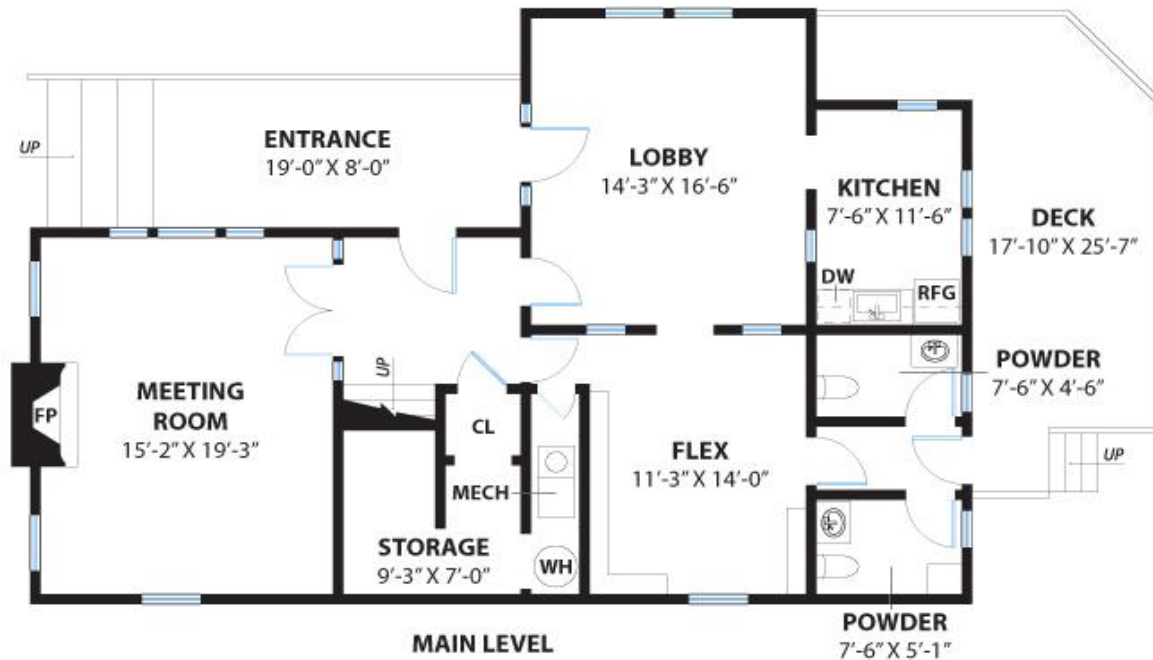 ENTRANCE
19'-0" X 8'-0"
UP
LOBBY
14'-3" X 16'-6"
KITCHEN
7'-6" X 11'-6"
DECK
17'-10" X 25'-7"
DW
RFG
UP
MEETING
ROOM
15'-2" X 19'-3"
FP
CL
MECH
STORAGE
9'-3" X 7'-0"
WH
FLEX
11'-3" X 14'-0"
POWDER
7'-6" X 4'-6"
UP
POWDER
7'-6" X 5'-1"
MAIN LEVEL